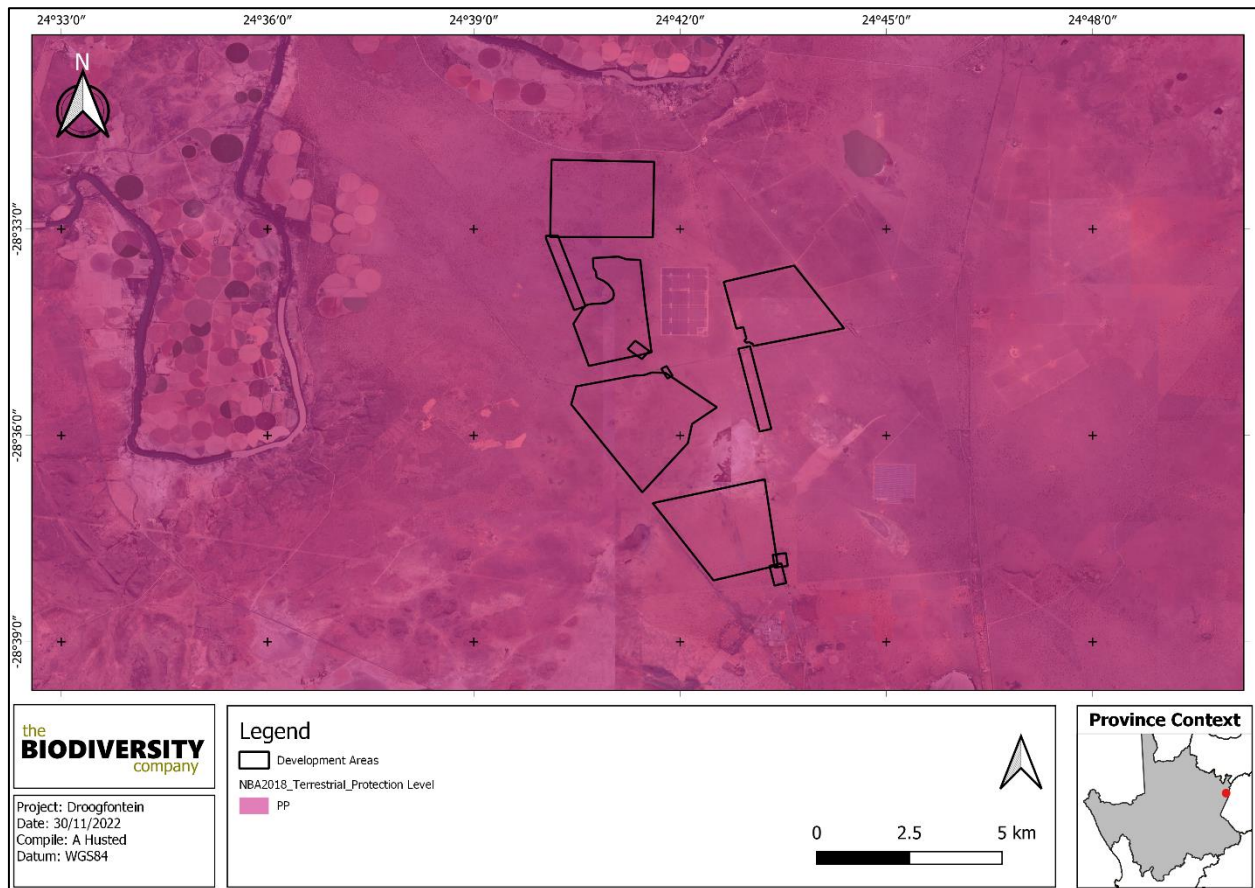 24°33′0″ 24°36′0″ 24°39′0″ 24°42′0″ 24°45′0″ 24°48′0″
N
-28°33′0″
-28°36′0″
-28°39′0″
the
BIODIVERSITY
company
Project: Droogfontein
Date: 30/11/2022
Compile: A Husted
Datum: WGS84
Legend
Development Areas
NBA2018_Terrestrial_Protection Level
PP
0 2.5 5 km
Province Context